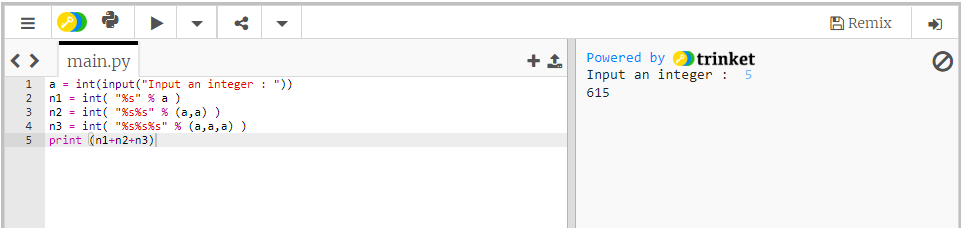 Remix
main.py
1 a = int(input("Input an integer : "))
2 n1 = int( "%s" % a )
3 n2 = int( "%s%s" % (a,a) )
4 n3 = int( "%s%s%s" % (a,a,a) )
5 print (n1+n2+n3)
Powered by trinket
Input an integer :  5
615